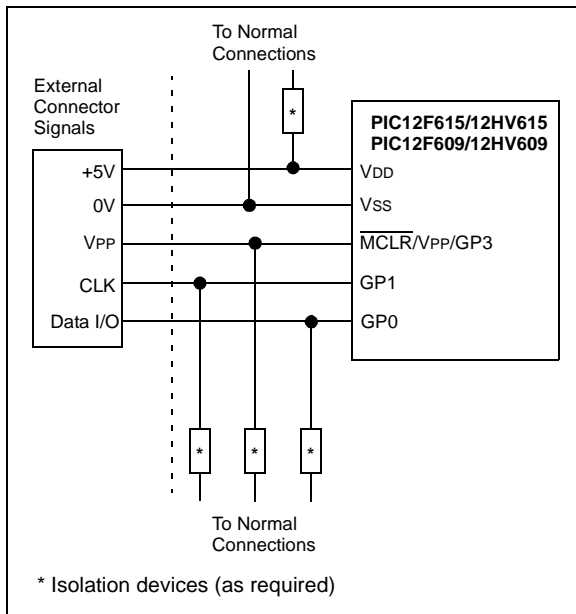 To Normal
Connections
*
External
Connector
Signals
+5V
0V
VPP
CLK
Data I/O
PIC12F615/12HV615
PIC12F609/12HV609
VDD
VSS
MCLR/VPP/GP3
GP1
GP0
*
*
*
To Normal
Connections
* Isolation devices (as required)